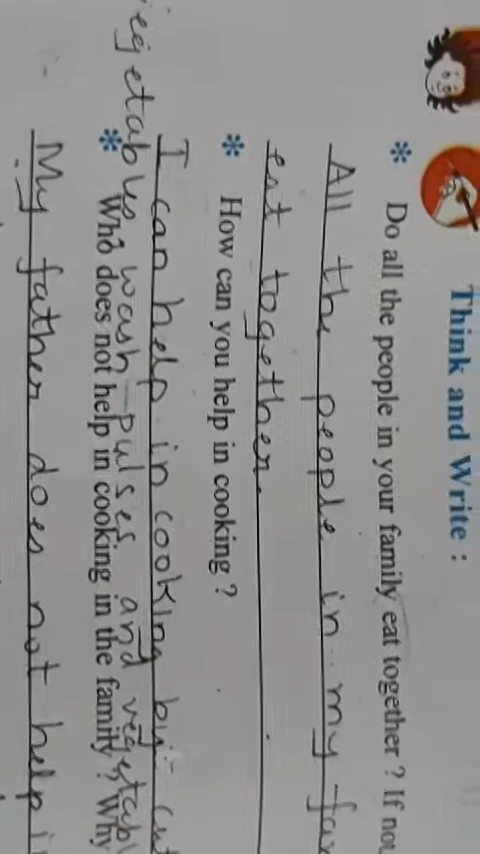 Think and Write :
* Do all the people in your family eat together ? If not
All the people in my fam
eat together.
* How can you help in cooking ?
I can help in cooking by cut
vegetables wash pulses and vegetabl
* Who does not help in cooking in the family ? Why
My father does not help i